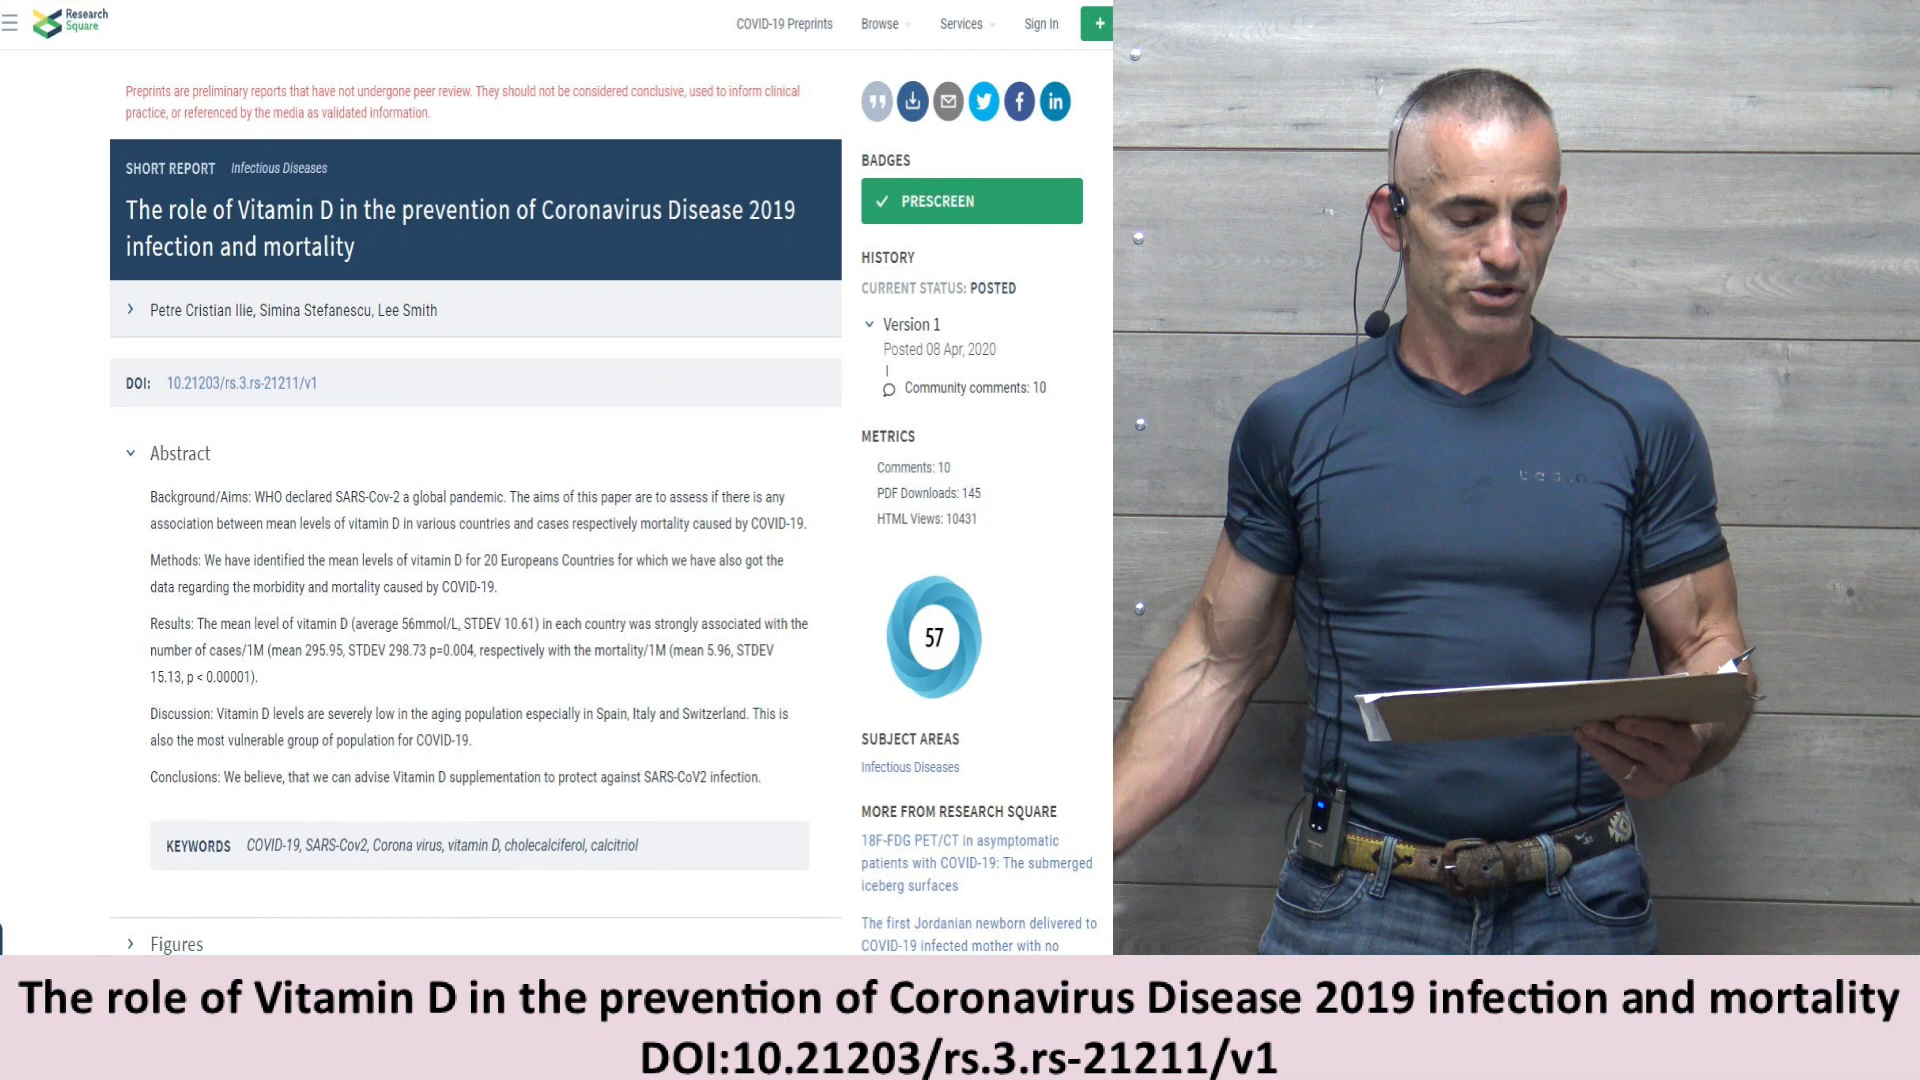 Research
Square
COVID-19 Preprints
Browse
Services
Sign In
+
Preprints are preliminary reports that have not undergone peer review. They should not be considered conclusive, used to inform clinical
practice, or referenced by the media as validated information.
SHORT REPORT Infectious Diseases
The role of Vitamin D in the prevention of Coronavirus Disease 2019
infection and mortality
Petre Cristian Ilie, Simina Stefanescu, Lee Smith
DOI: 10.21203/rs.3.rs-21211/v1
Abstract
Background/Aims: WHO declared SARS-Cov-2 a global pandemic. The aims of this paper are to assess if there is any
association between mean levels of vitamin D in various countries and cases respectively mortality caused by COVID-19.
Methods: We have identified the mean levels of vitamin D for 20 Europeans Countries for which we have also got the
data regarding the morbidity and mortality caused by COVID-19.
Results: The mean level of vitamin D (average 56mmol/L, STDEV 10.61) in each country was strongly associated with the
number of cases/1M (mean 295.95, STDEV 298.73 p=0.004, respectively with the mortality/1M (mean 5.96, STDEV
15.13, p < 0.00001).
Discussion: Vitamin D levels are severely low in the aging population especially in Spain, Italy and Switzerland. This is
also the most vulnerable group of population for COVID-19.
Conclusions: We believe, that we can advise Vitamin D supplementation to protect against SARS-CoV2 infection.
KEYWORDS COVID-19, SARS-Cov2, Corona virus, vitamin D, cholecalciferol, calcitriol
Figures
BADGES
PRESCREEN
HISTORY
CURRENT STATUS: POSTED
Version 1
Posted 08 Apr, 2020
Community comments: 10
METRICS
Comments: 10
PDF Downloads: 145
HTML Views: 10431
57
SUBJECT AREAS
Infectious Diseases
MORE FROM RESEARCH SQUARE
18F-FDG PET/CT in asymptomatic
patients with COVID-19: The submerged
iceberg surfaces
The first Jordanian newborn delivered to
COVID-19 infected mother with no
The role of Vitamin D in the prevention of Coronavirus Disease 2019 infection and mortality
DOI:10.21203/rs.3.rs-21211/v1